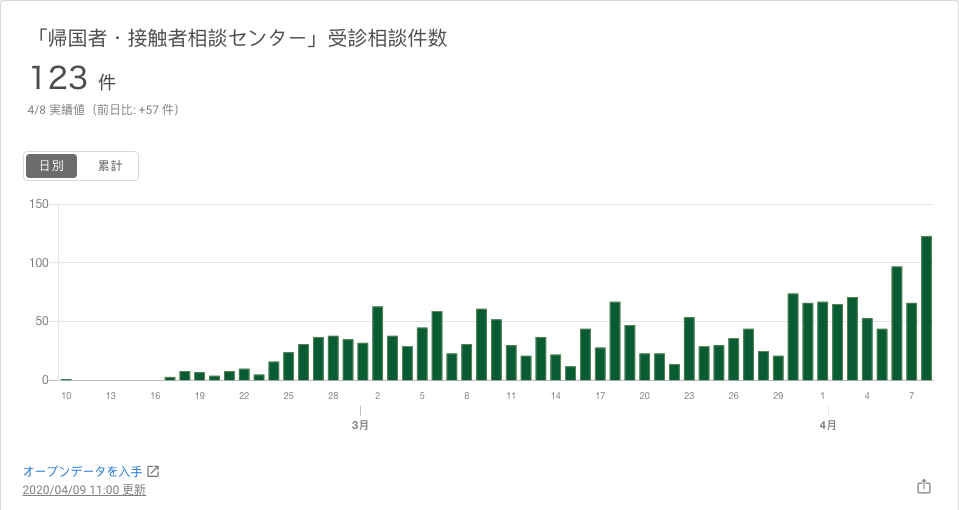 「帰国者・接触者相談センター」受診相談件数
123 件
4/8 実績値（前日比: +57 件）
日別 累計
150
100
50
0
10 13 16 19 22 25 28 2 5 8 11 14 17 20 23 26 29 1 4 7
3月 4月
オープンデータを入手
2020/04/09 11:00 更新